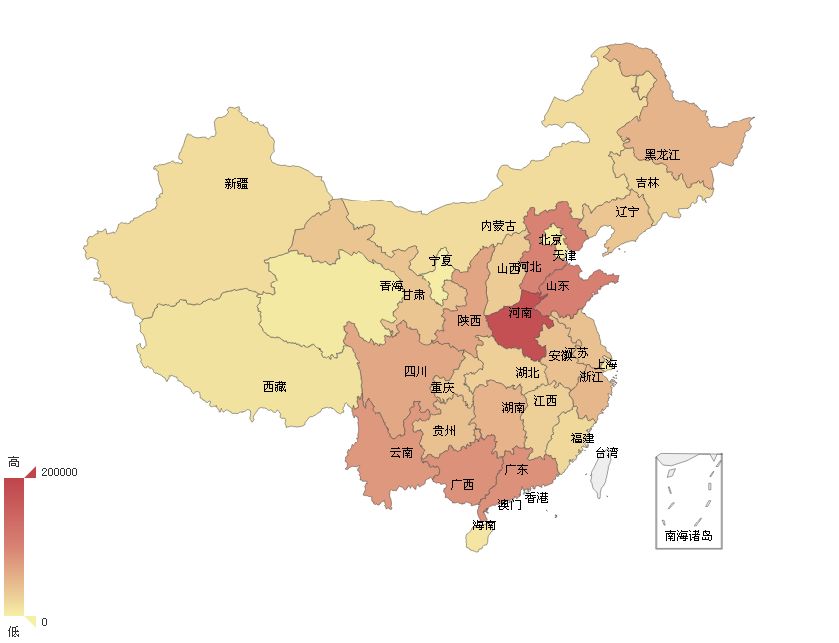 黑龙江
吉林
新疆
辽宁
内蒙古
北京
天津
宁夏
山西
河北
青海
甘肃
山东
河南
陕西
安徽
江苏
上海
四川
湖北
浙江
重庆
西藏
江西
湖南
贵州
福建
云南
台湾
高
广东
200000
广西
香港
澳门
海南
南海诸岛
0
低